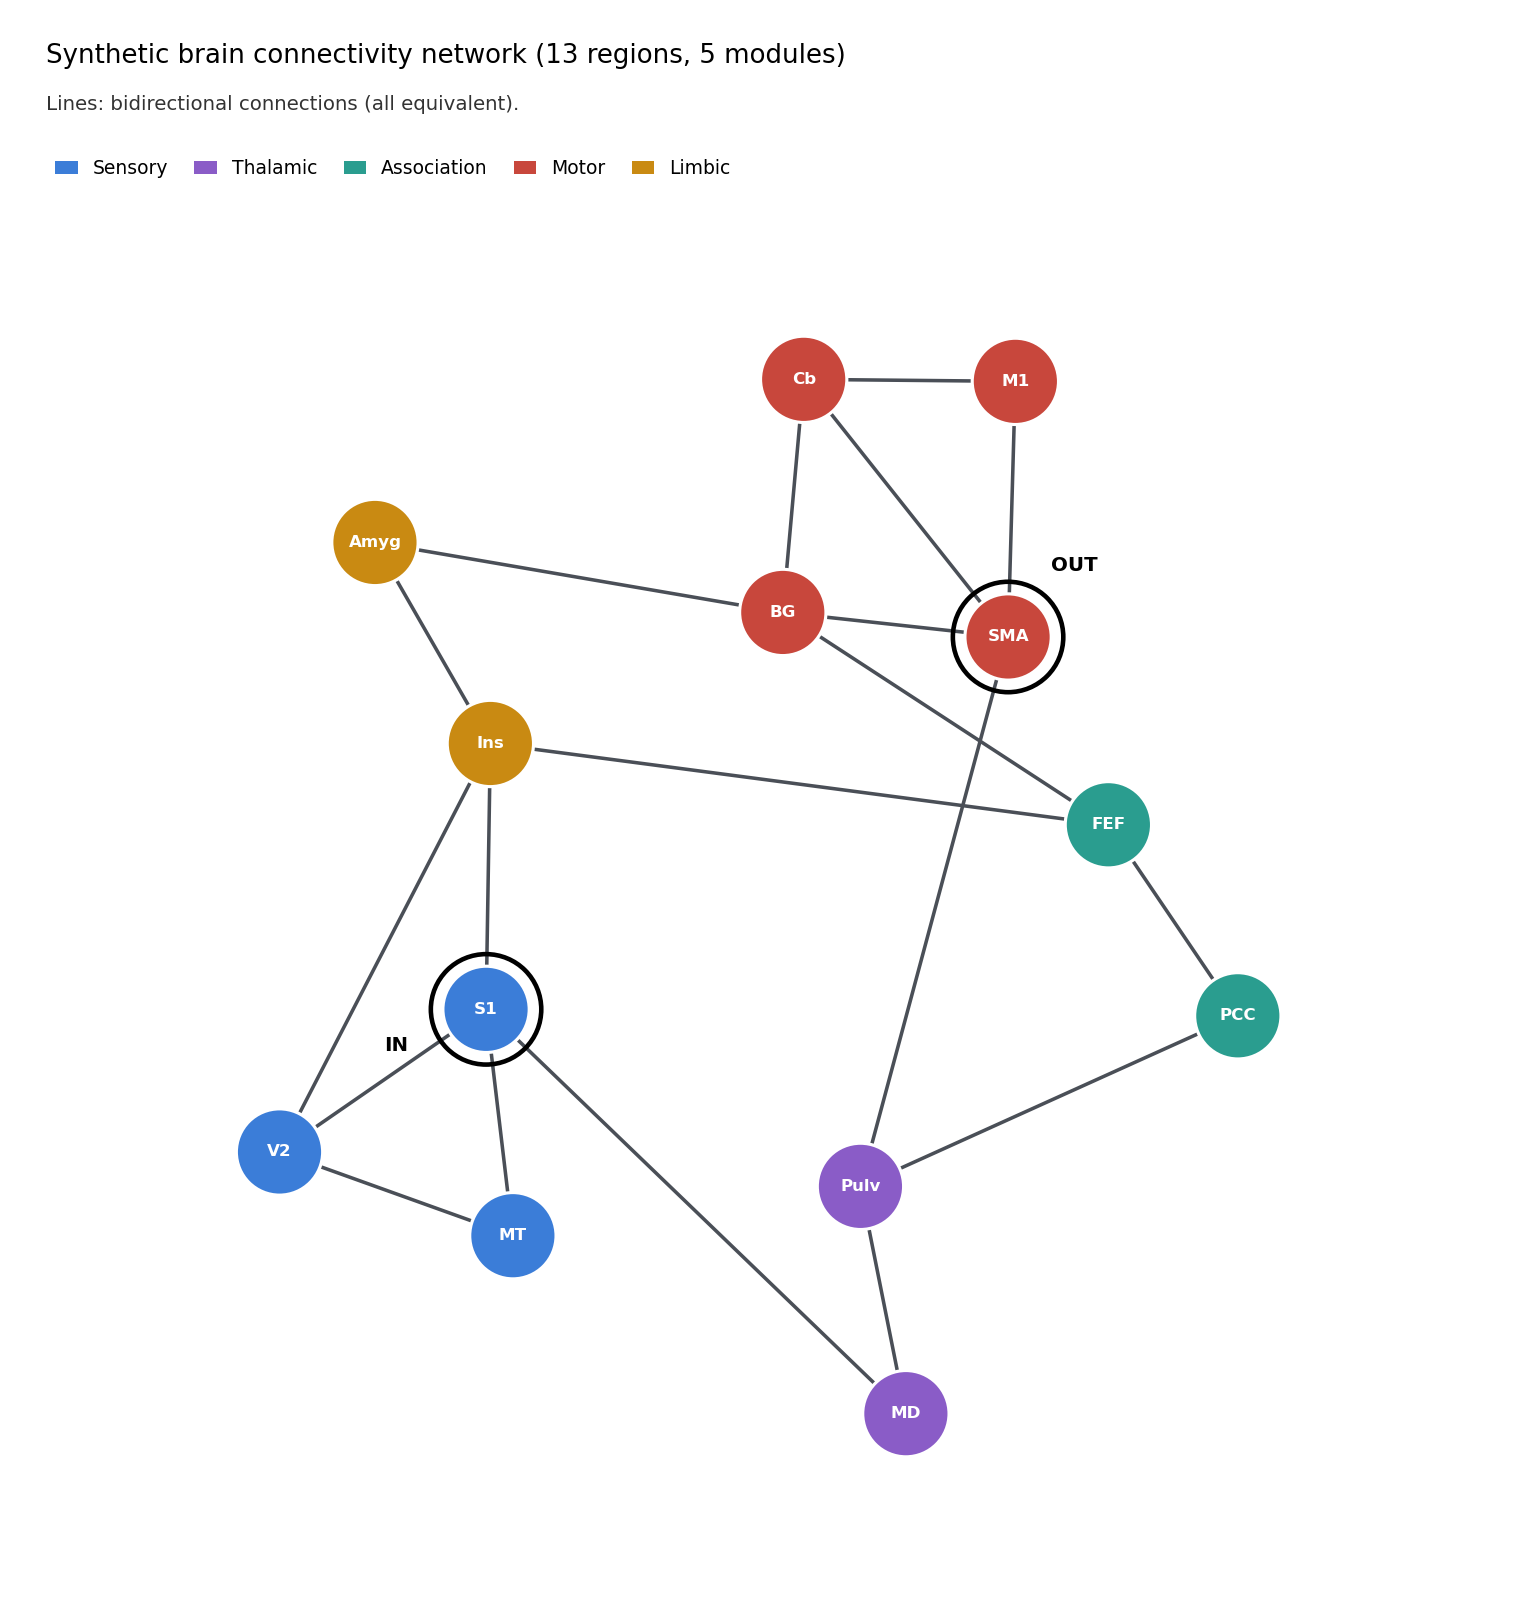 Synthetic brain connectivity network (13 regions, 5 modules)
Lines: bidirectional connections (all equivalent).
Sensory Thalamic Association Motor Limbic
Cb M1
Amyg
OUT
BG
SMA
Ins
FEF
S1
PCC
IN
V2
Pulv
MT
MD